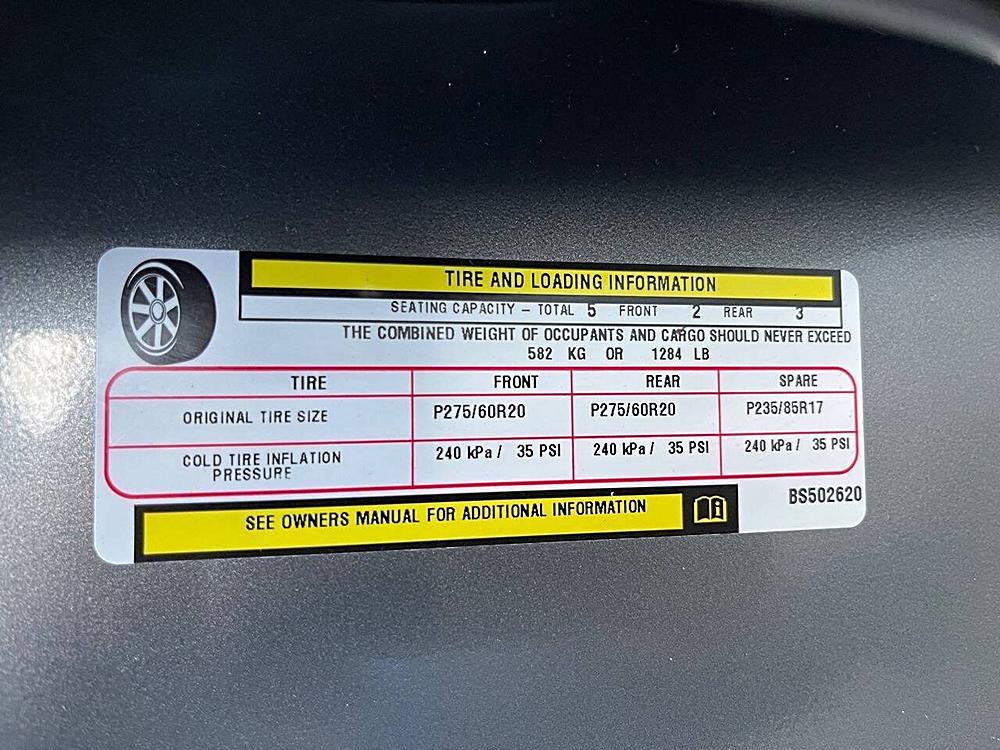 TIRE AND LOADING INFORMATION
SEATING CAPACITY – TOTAL 5 FRONT 2 REAR 3
THE COMBINED WEIGHT OF OCCUPANTS AND CARGO SHOULD NEVER EXCEED
582 KG OR 1284 LB
TIRE FRONT REAR SPARE
ORIGINAL TIRE SIZE P275/60R20 P275/60R20 P235/85R17
COLD TIRE INFLATION PRESSURE 240 kPa / 35 PSI 240 kPa / 35 PSI 240 kPa / 35 PSI
BS502620
SEE OWNERS MANUAL FOR ADDITIONAL INFORMATION